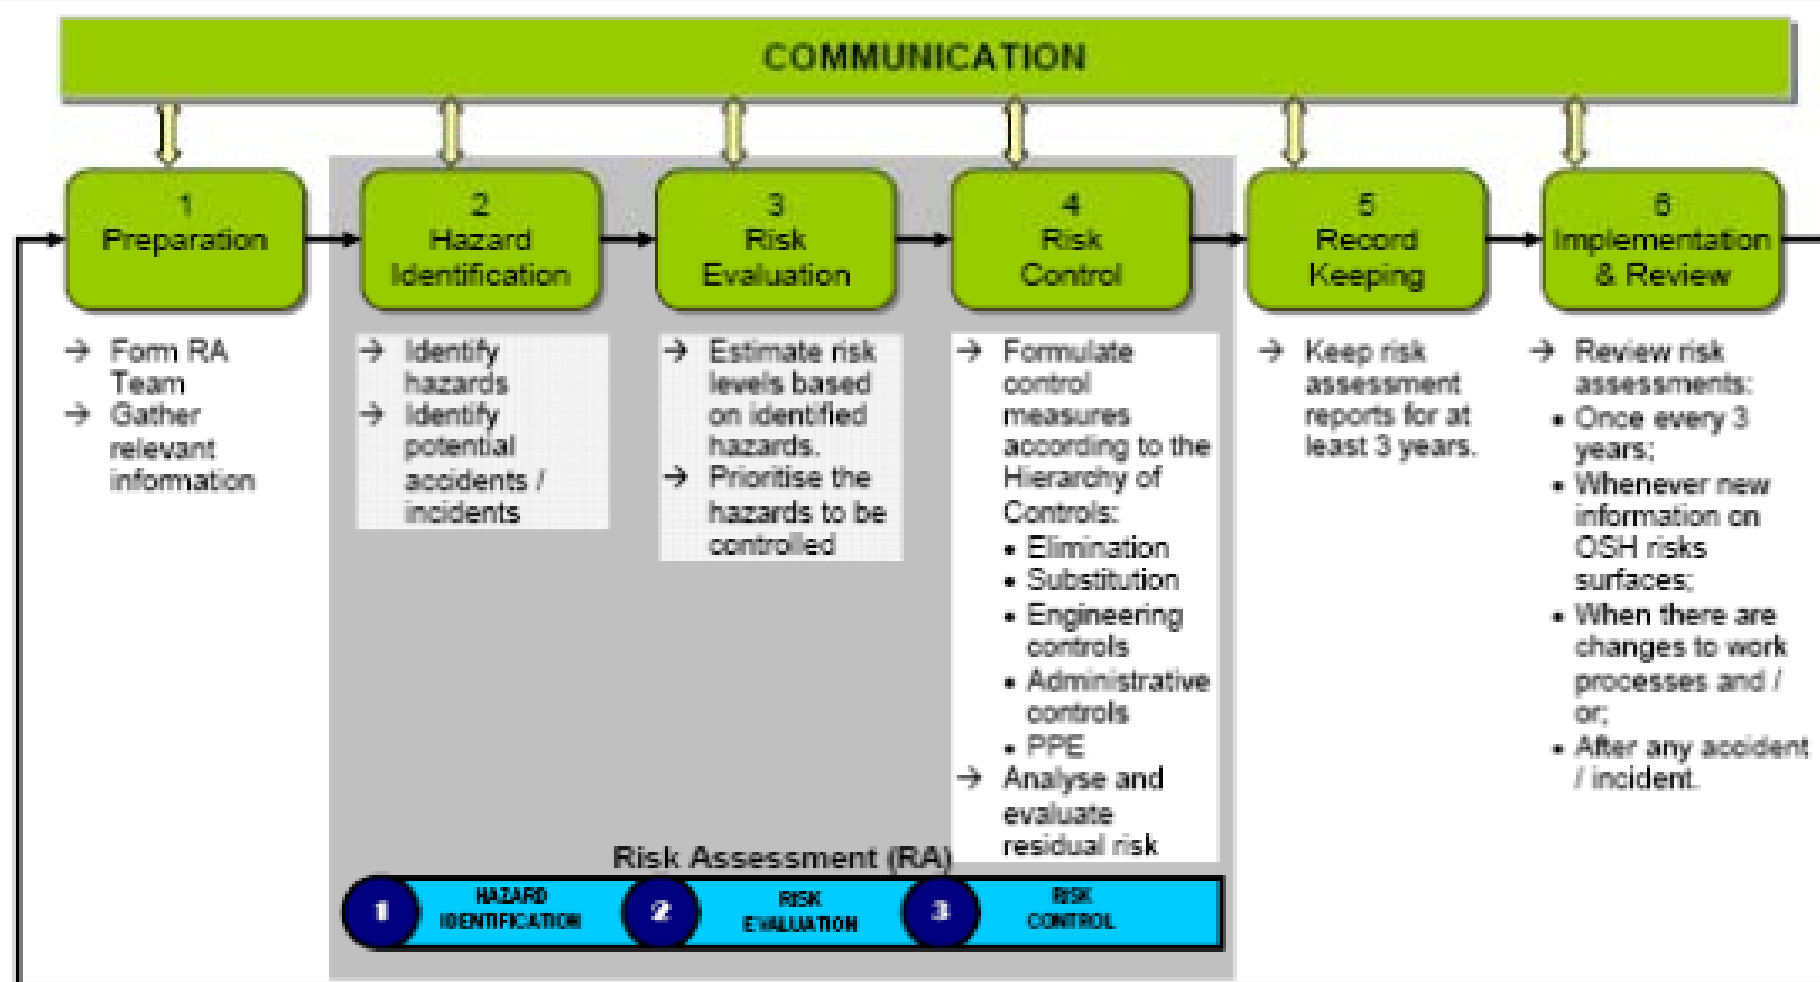 COMMUNICATION
1
Preparation
2
Hazard
Identification
3
Risk
Evaluation
4
Risk
Control
5
Record
Keeping
6
Implementation
& Review
→ Form RA
Team
→ Gather
relevant
information
→ Identify
hazards
→ Identify
potential
accidents /
incidents
→ Estimate risk
levels based
on identified
hazards.
→ Prioritise the
hazards to be
controlled
→ Formulate
control
measures
according to the
Hierarchy of
Controls:
• Elimination
• Substitution
• Engineering
controls
• Administrative
controls
• PPE
→ Analyse and
evaluate
residual risk
→ Keep risk
assessment
reports for at
least 3 years.
→ Review risk
assessments:
• Once every 3
years;
• Whenever new
information on
OSH risks
surfaces;
• When there are
changes to work
processes and /
or;
• After any accident
/ incident.
Risk Assessment (RA)
1
HAZARD
IDENTIFICATION
2
RISK
EVALUATION
3
RISK
CONTROL